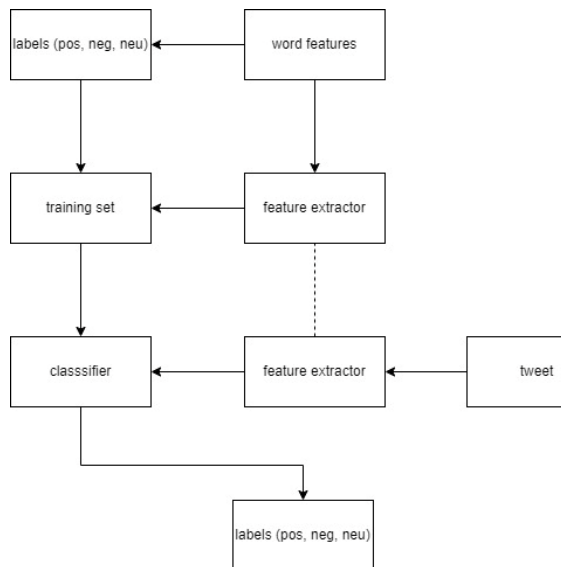 labels (pos, neg, neu)
word features
training set
feature extractor
classsifier
feature extractor
tweet
labels (pos, neg, neu)